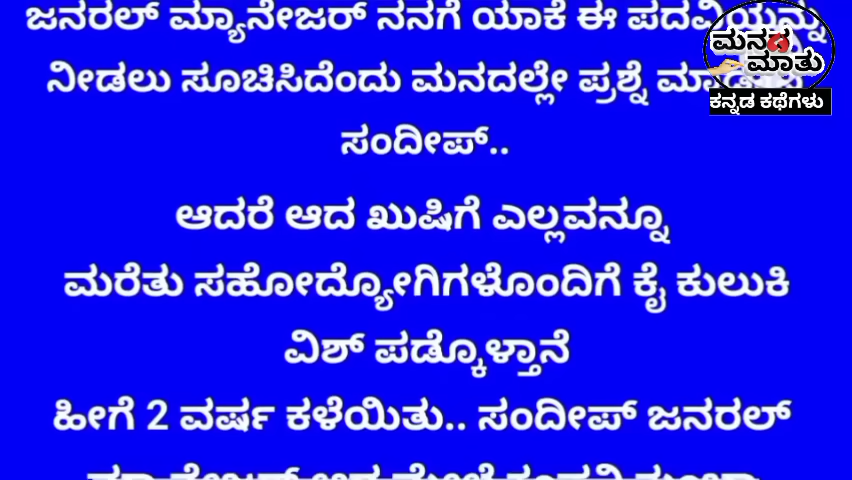 ಜನರಲ್ ಮ್ಯಾನೇಜರ್ ನನಗೆ ಯಾಕೆ ಈ ಪದವಿಯನ್ನು
ನೀಡಲು ಸೂಚಿಸಿದೆಂದು ಮನದಲ್ಲೇ ಪ್ರಶ್ನೆ
ಸಂದೀಪ್..
ಆದರೆ ಆದ ಖುಷಿಗೆ ಎಲ್ಲವನ್ನೂ
ಮರೆತು ಸಹೋದ್ಯೋಗಿಗಳೊಂದಿಗೆ ಕೈ ಕುಲುಕಿ
ವಿಶ್ ಪಡ್ಕೊಳ್ತಾನೆ
ಹೀಗೆ 2 ವರ್ಷ ಕಳೆಯಿತು.. ಸಂದೀಪ್ ಜನರಲ್
ಮನದ
ಮಾತು
ಕನ್ನಡ ಕಥೆಗಳು